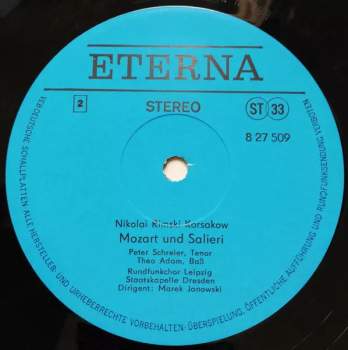 ETERNA
2
STEREO
ST 33
8 27 509
Nikolai Rimski-Korsakow
Mozart und Salieri
Peter Schreier, Tenor
Theo Adam, Baß
Rundfunkchor Leipzig
Staatskapelle Dresden
Dirigent: Marek Janowski
VEB DEUTSCHE SCHALLPLATTEN ALLE HERSTELLER- UND URHEBERRECHTE VORBEHALTEN · ÜBERSPIELUNG, ÖFFENTLICHE AUFFÜHRUNG UND RUNDFUNKSENDUNG VERBOTEN